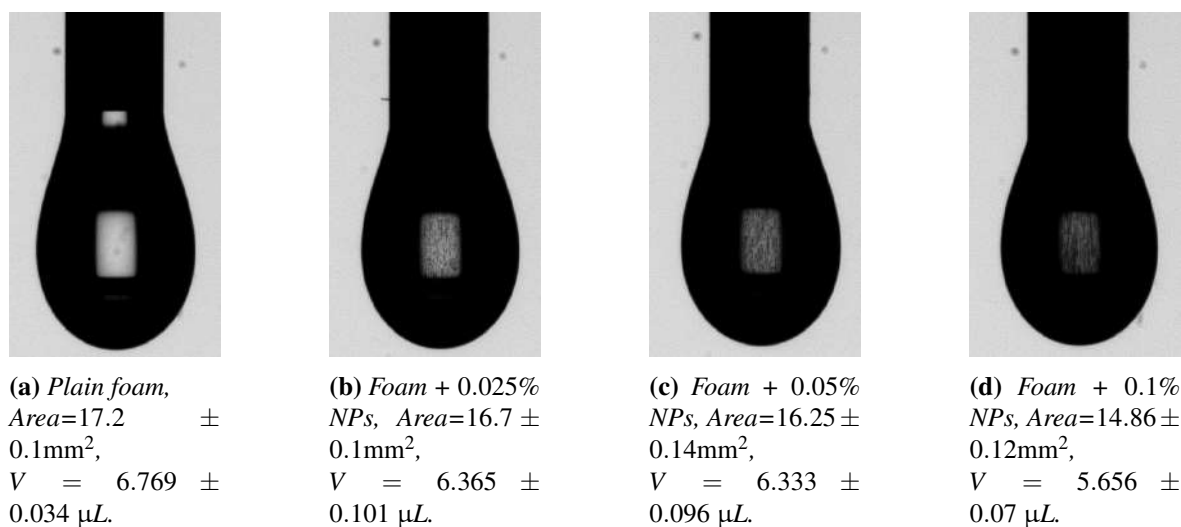 (a) Plain foam,
Area=17.2 ±
0.1mm²,
V = 6.769 ±
0.034 μL.
(b) Foam + 0.025%
NPs, Area=16.7 ±
0.1mm²,
V = 6.365 ±
0.101 μL.
(c) Foam + 0.05%
NPs, Area=16.25 ±
0.14mm²,
V = 6.333 ±
0.096 μL.
(d) Foam + 0.1%
NPs, Area=14.86 ±
0.12mm²,
V = 5.656 ±
0.07 μL.